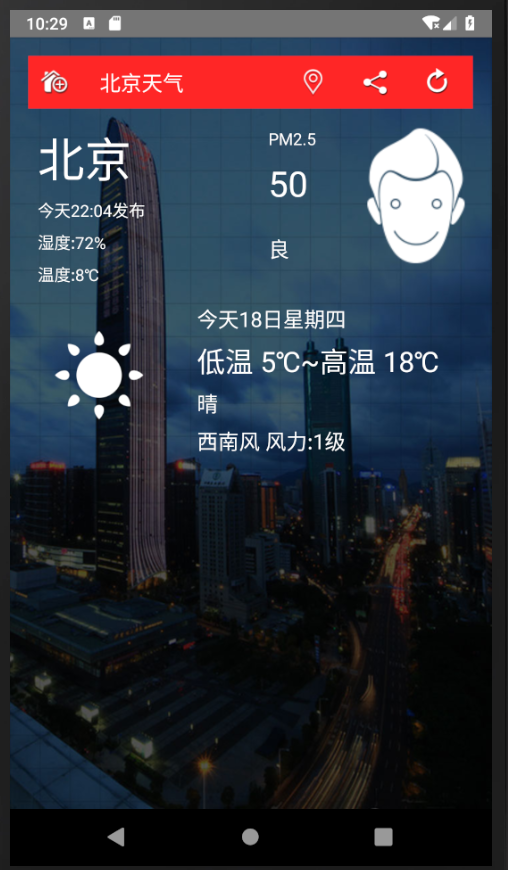 10:29
北京天气
北京
今天22:04发布
湿度:72%
温度:8℃
PM2.5
50
良
今天18日星期四
低温 5℃~高温 18℃
晴
西南风 风力:1级